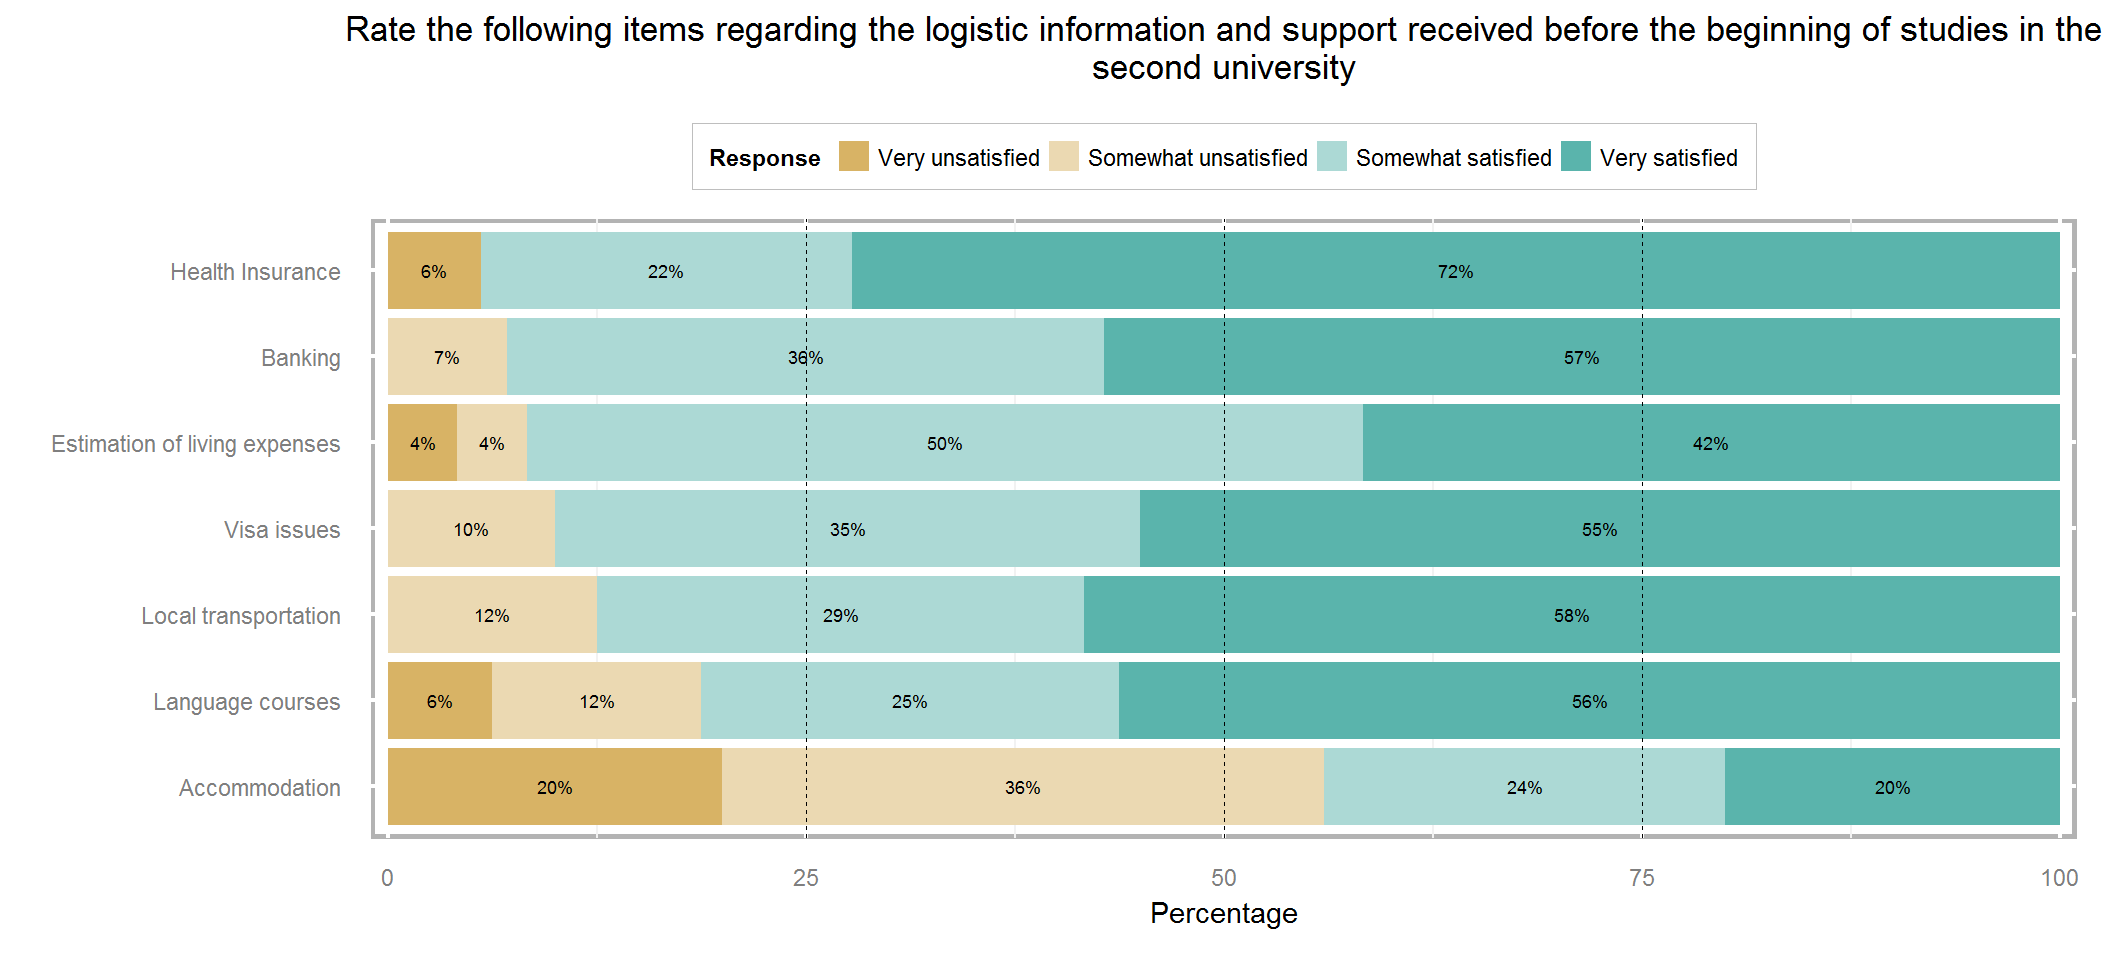 Rate the following items regarding the logistic information and support received before the beginning of studies in the
second university
Response Very unsatisfied Somewhat unsatisfied Somewhat satisfied Very satisfied
Health Insurance 6% 22% 72%
Banking 7% 36% 57%
Estimation of living expenses 4% 4% 50% 42%
Visa issues 10% 35% 55%
Local transportation 12% 29% 58%
Language courses 6% 12% 25% 56%
Accommodation 20% 36% 24% 20%
0 25 50 75 100
Percentage